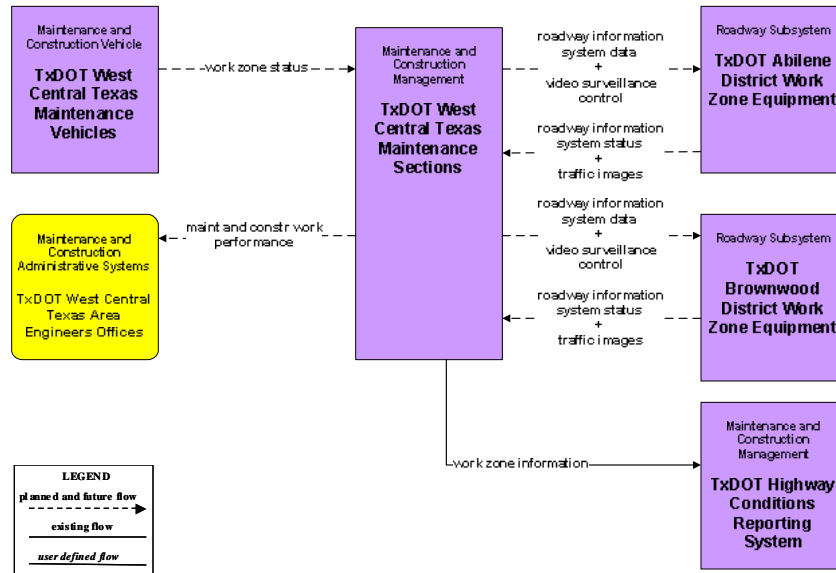 Maintenance and
Construction Vehicle
TxDOT West
Central Texas
Maintenance
Vehicles
work zone status
Maintenance and
Construction
Management
TxDOT West
Central Texas
Maintenance
Sections
roadway information
system data
+
video surveillance
control
roadway information
system status
+
traffic images
Roadway Subsystem
TxDOT Abilene
District Work
Zone Equipment
Maintenance and
Construction
Administrative Systems
TxDOT West Central
Texas Area
Engineers Offices
maint and constr work
performance
roadway information
system data
+
video surveillance
control
roadway information
system status
+
traffic images
Roadway Subsystem
TxDOT
Brownwood
District Work
Zone Equipment
work zone information
Maintenance and
Construction
Management
TxDOT Highway
Conditions
Reporting
System
LEGEND
planned and future flow
existing flow
user defined flow